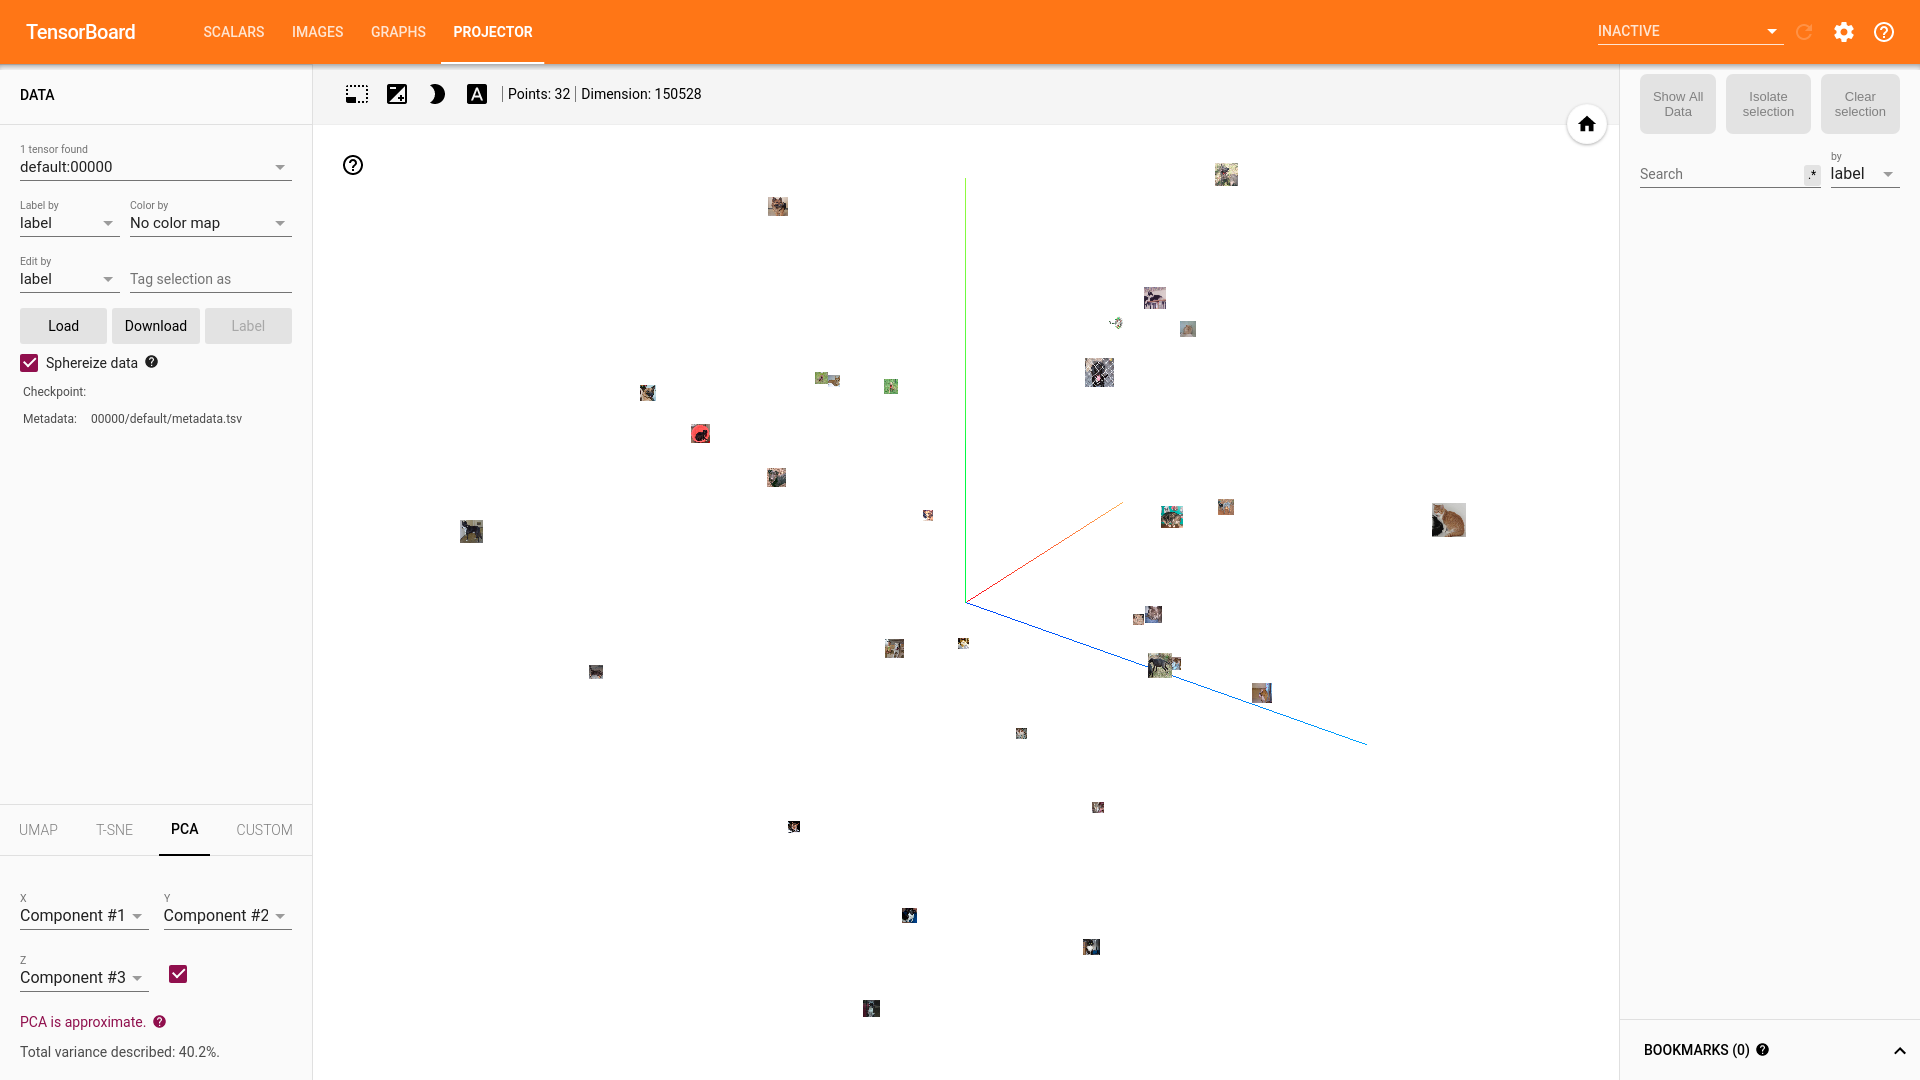 TensorBoard
SCALARS IMAGES GRAPHS PROJECTOR
INACTIVE
DATA
1 tensor found
default:00000
Label by
label
Color by
No color map
Edit by
label
Tag selection as
Load Download Label
Sphereize data
Checkpoint:
Metadata: 00000/default/metadata.tsv
UMAP T-SNE PCA CUSTOM
X
Component #1
Y
Component #2
Z
Component #3
PCA is approximate.
Total variance described: 40.2%.
A Points: 32 Dimension: 150528
Show All
Data
Isolate
selection
Clear
selection
Search .*
by
label
BOOKMARKS (0)